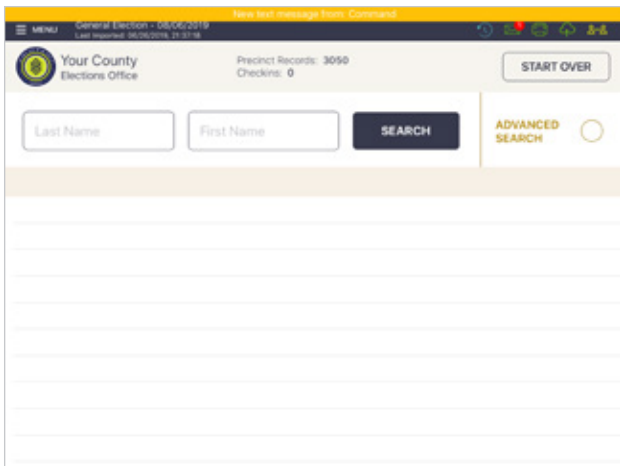 New text message from: Command
MENU
General Election - 08/06/2019
Last Imported: 06/26/2019, 21:37:18
Your County
Elections Office
Precinct Records: 3050
Checkins: 0
START OVER
Last Name
First Name
SEARCH
ADVANCED
SEARCH